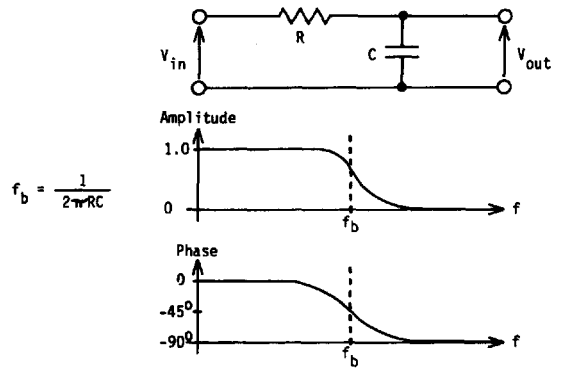 R
V_in
C
V_out
Amplitude
1.0
f_b = 1 / 2πRC
0
f
f_b
Phase
0
-45°
-90°
f
f_b